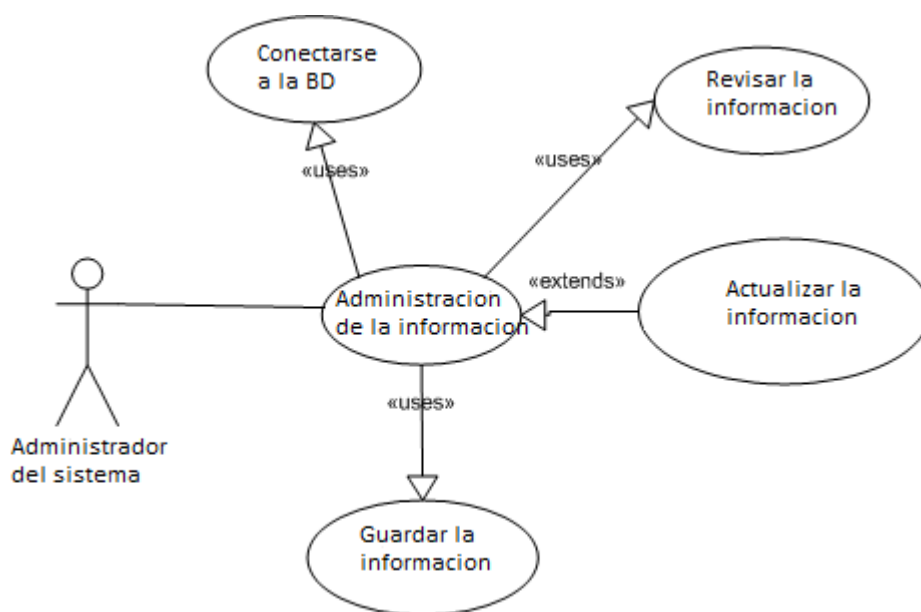 Conectarse
a la BD
Revisar la
informacion
«uses»
«uses»
Administracion
de la informacion
«extends»
Actualizar la
informacion
«uses»
Administrador
del sistema
Guardar la
informacion